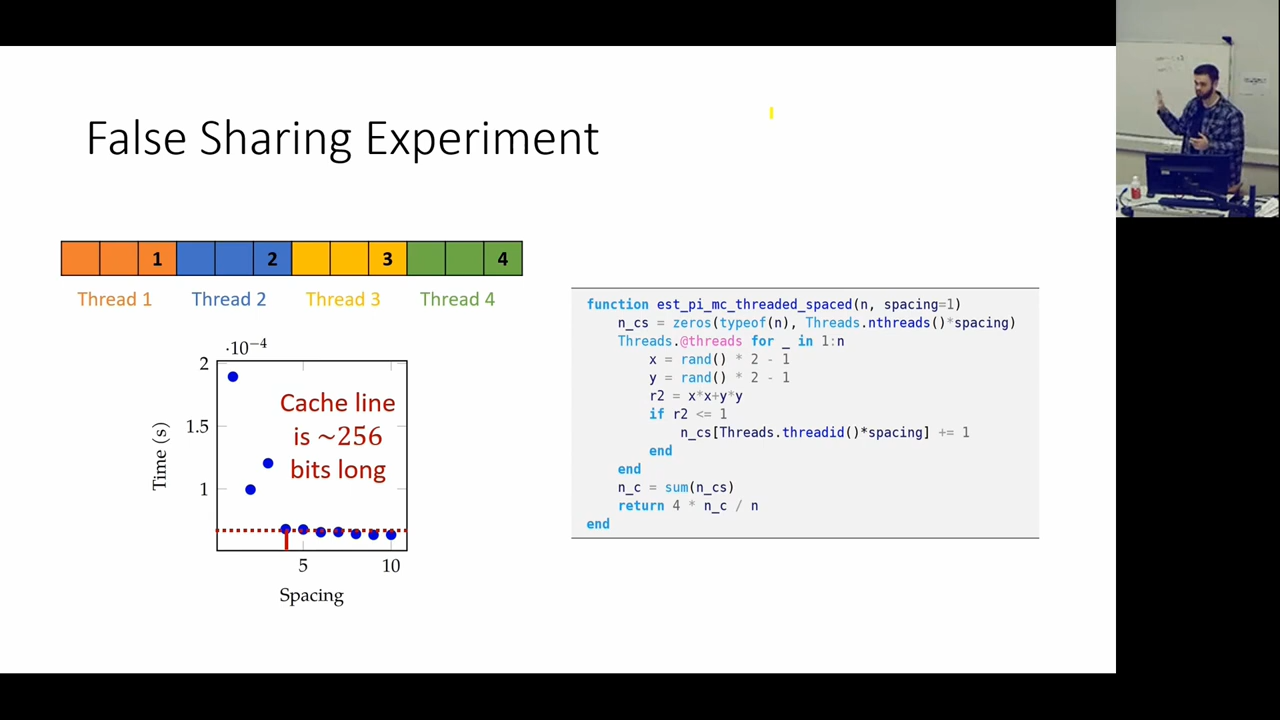 False Sharing Experiment
1 2 3 4
Thread 1 Thread 2 Thread 3 Thread 4
·10⁻⁴
2
1.5
1
Time (s)
Cache line
is ~256
bits long
5 10
Spacing
function est_pi_mc_threaded_spaced(n, spacing=1)
    n_cs = zeros(typeof(n), Threads.nthreads()*spacing)
    Threads.@threads for _ in 1:n
        x = rand() * 2 - 1
        y = rand() * 2 - 1
        r2 = x*x+y*y
        if r2 <= 1
            n_cs[Threads.threadid()*spacing] += 1
        end
    end
    n_c = sum(n_cs)
    return 4 * n_c / n
end